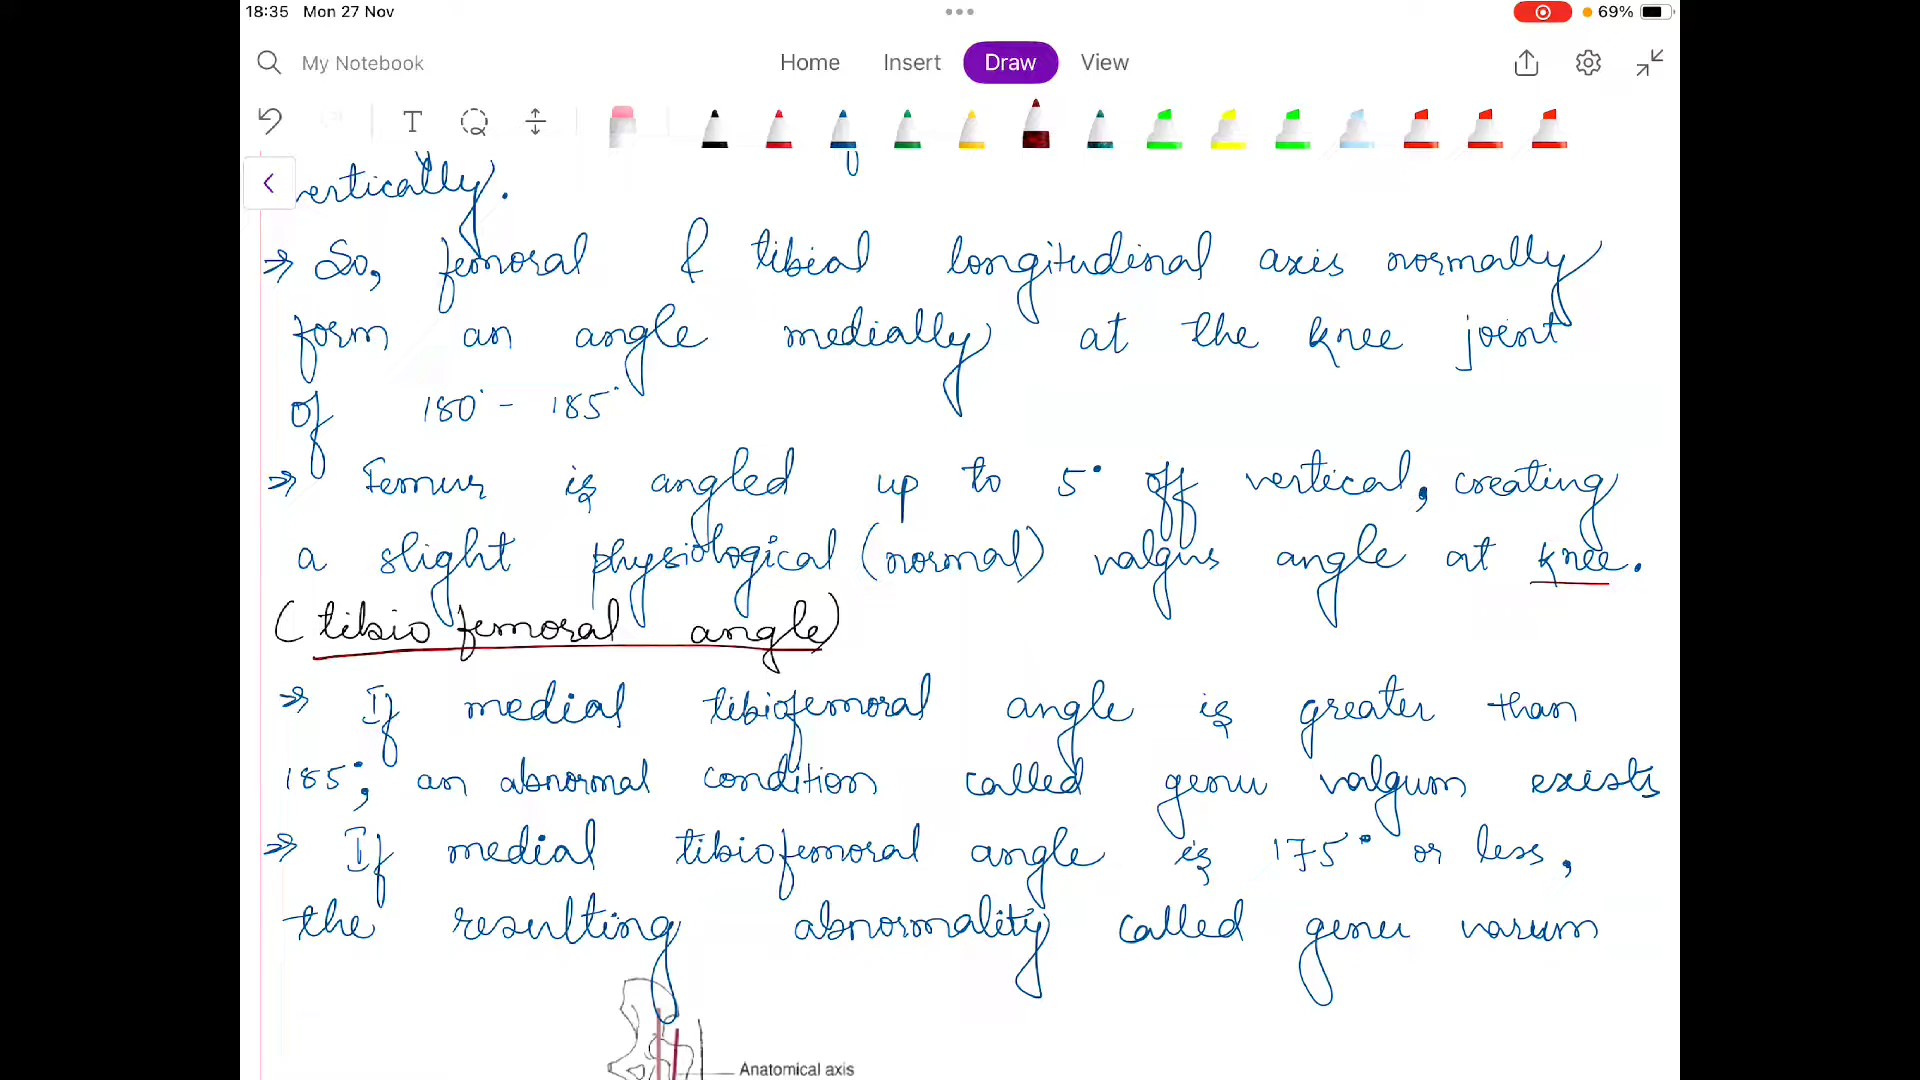 18:35 Mon 27 Nov
69%
My Notebook
Home Insert Draw View
T
vertically.
⇒ So, femoral & tibial longitudinal axis normally
form an angle medially at the knee joint
of 180° - 185°
⇒ Femur is angled up to 5° off vertical, creating
a slight physiological (normal) valgus angle at knee.
(tibio femoral angle)
⇒ If medial tibiofemoral angle is greater than
185°, an abnormal condition called genu valgum exists
⇒ If medial tibiofemoral angle is 175° or less,
the resulting abnormality called genu varum
Anatomical axis